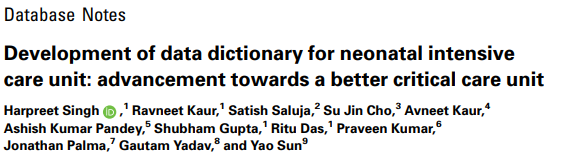 Database Notes
Development of data dictionary for neonatal intensive
care unit: advancement towards a better critical care unit
Harpreet Singh iD ,1 Ravneet Kaur,1 Satish Saluja,2 Su Jin Cho,3 Avneet Kaur,4
Ashish Kumar Pandey,5 Shubham Gupta,1 Ritu Das,1 Praveen Kumar,6
Jonathan Palma,7 Gautam Yadav,8 and Yao Sun9